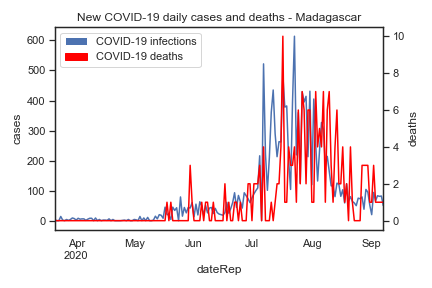 New COVID-19 daily cases and deaths - Madagascar
COVID-19 infections
COVID-19 deaths
cases
600
500
400
300
200
100
0
deaths
10
8
6
4
2
0
Apr
2020
May
Jun
Jul
Aug
Sep
dateRep